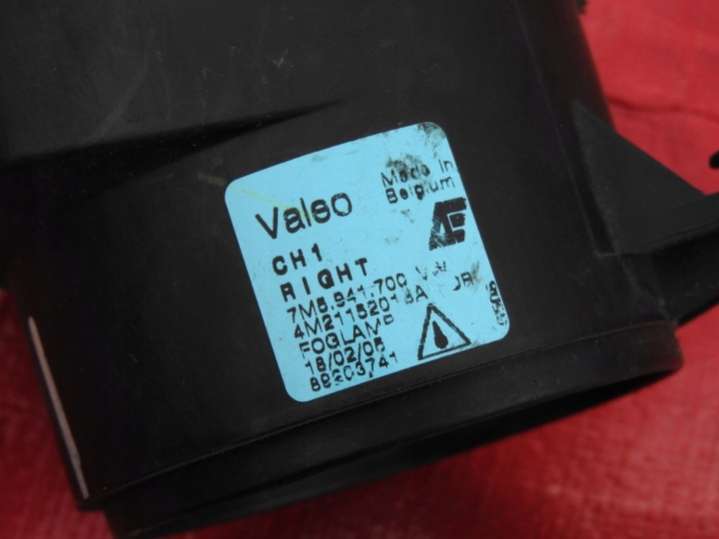 Valeo
Made in
Belgium
CH1
RIGHT
7M5.941.700
FOGLAMP
18/02/05
89203741